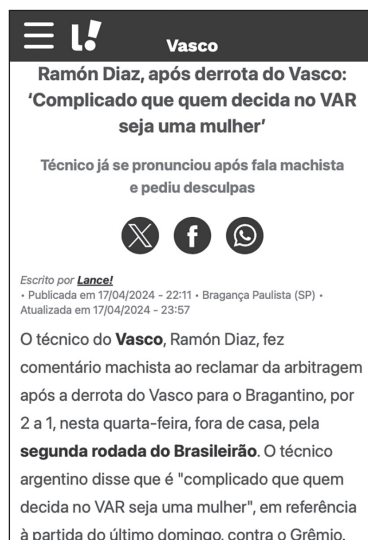 L!
Vasco
Ramón Diaz, após derrota do Vasco:
‘Complicado que quem decida no VAR
seja uma mulher’
Técnico já se pronunciou após fala machista
e pediu desculpas
Escrito por Lance!
• Publicada em 17/04/2024 - 22:11 • Bragança Paulista (SP) •
Atualizada em 17/04/2024 - 23:57
O técnico do Vasco, Ramón Diaz, fez
comentário machista ao reclamar da arbitragem
após a derrota do Vasco para o Bragantino, por
2 a 1, nesta quarta-feira, fora de casa, pela
segunda rodada do Brasileirão. O técnico
argentino disse que é "complicado que quem
decida no VAR seja uma mulher", em referência
à partida do último domingo, contra o Grêmio.